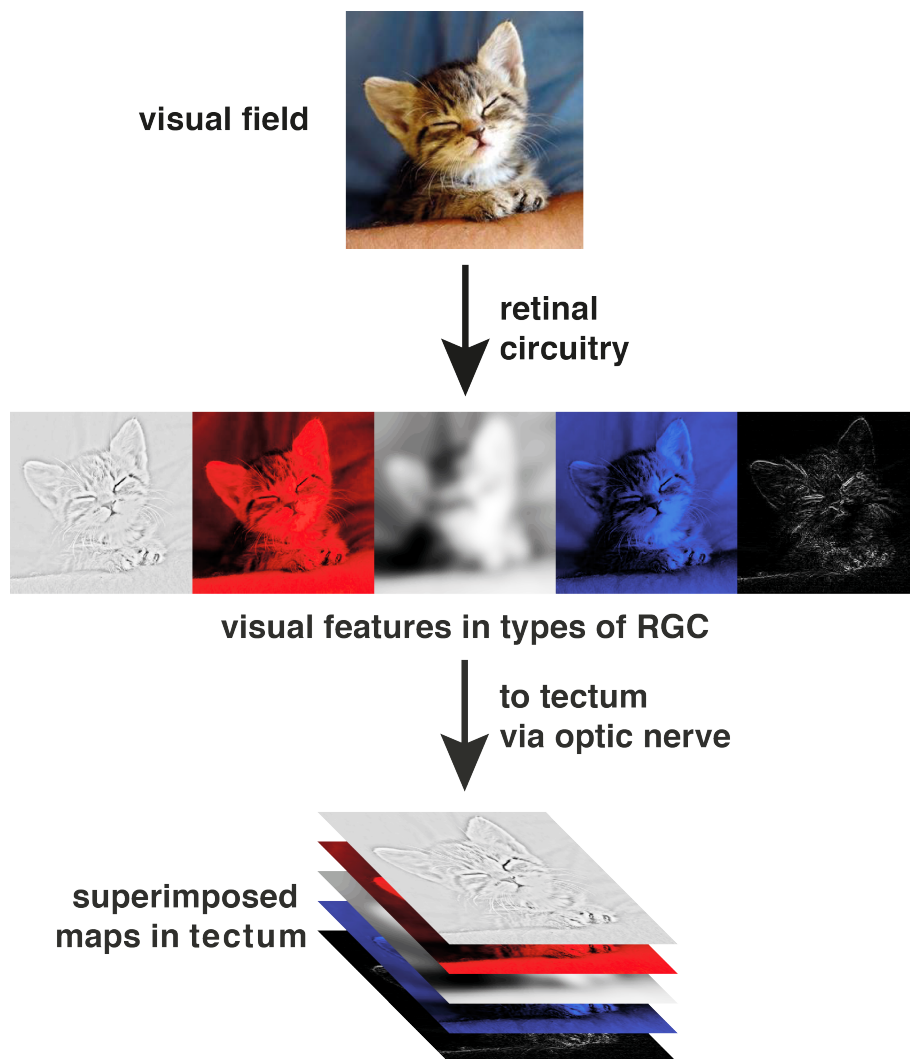 visual field
retinal
circuitry
visual features in types of RGC
to tectum
via optic nerve
superimposed
maps in tectum